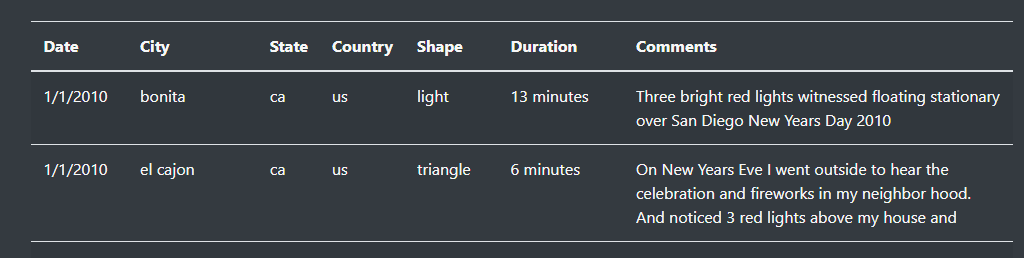 Date City State Country Shape Duration Comments
1/1/2010 bonita ca us light 13 minutes Three bright red lights witnessed floating stationary
over San Diego New Years Day 2010
1/1/2010 el cajon ca us triangle 6 minutes On New Years Eve I went outside to hear the
celebration and fireworks in my neighbor hood.
And noticed 3 red lights above my house and